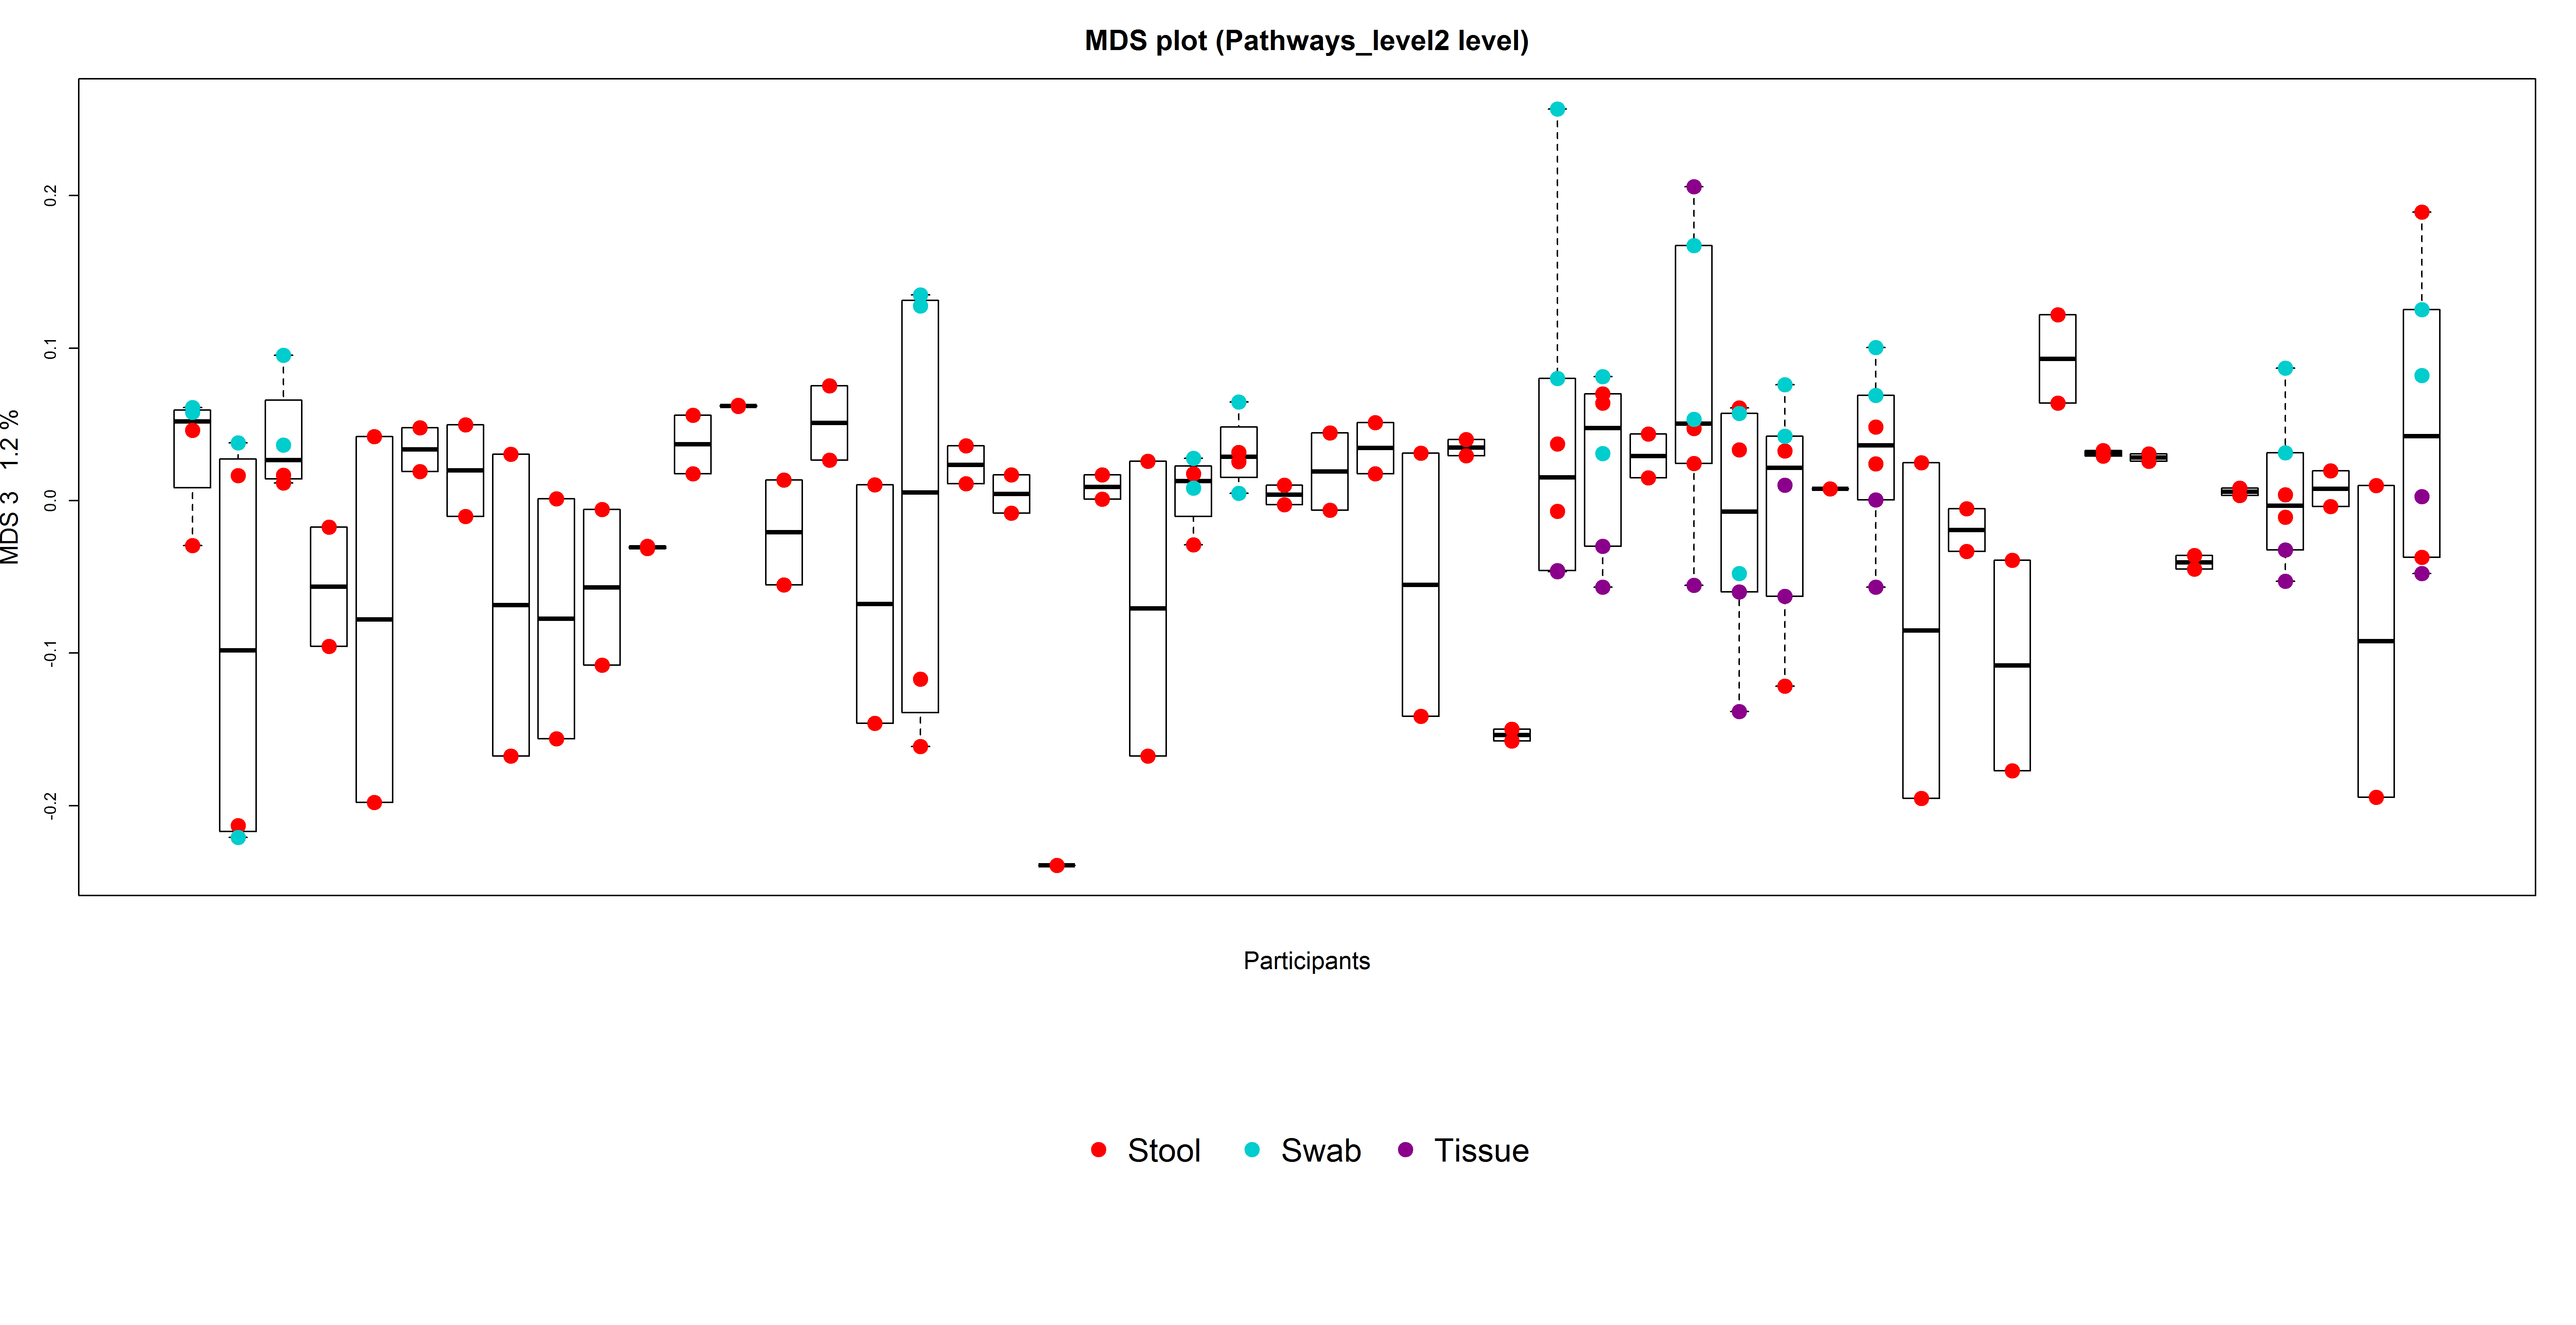 MDS plot (Pathways_level2 level)
MDS 3 1.2 %
0.2
0.1
0.0
-0.1
-0.2
Participants
Stool Swab Tissue